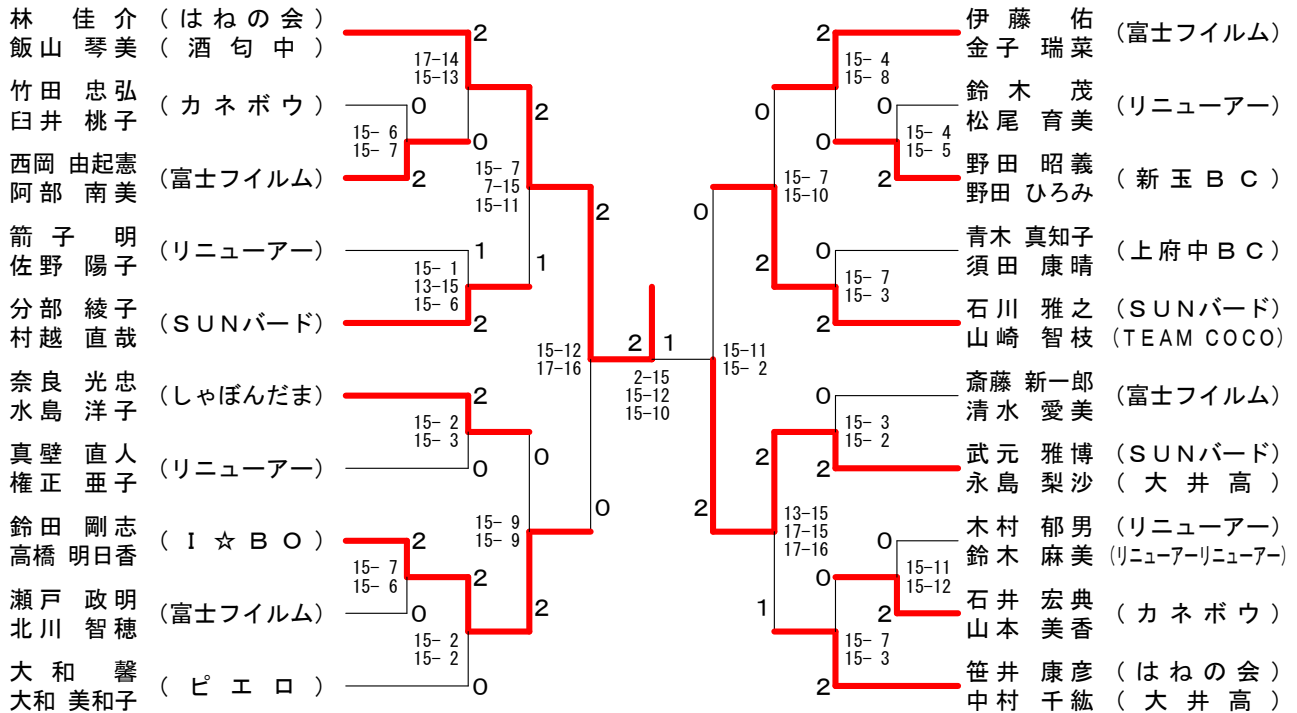 林 佳介 (はねの会)
飯山 琴美 (酒匂中)
竹田 忠弘
臼井 桃子
(カネボウ)
西岡 由起憲
阿部 南美
(富士フイルム)
箭子 明
佐野 陽子
(リニューアー)
分部 綾子
村越 直哉
(SUNバード)
奈良 光忠
水島 洋子
(しゃぼんだま)
真壁 直人
権正 亜子
(リニューアー)
鈴田 剛志
高橋 明日香
(I☆BO)
瀬戸 政明
北川 智穂
(富士フイルム)
大和 馨
大和 美和子
(ピエロ)
2
17-14
15-13
0
15- 6
15- 7
2
0
2
15- 7
7-15
15-11
1
15- 1
13-15
15- 6
2
1
2
15-12
17-16
2
15- 2
15- 3
0
0
15- 9
15- 9
0
2
15- 7
15- 6
0
2
15- 2
15- 2
0
2
2
1
2-15
15-12
15-10
2
15- 4
15- 8
0
0
15- 4
15- 5
2
0
15- 7
15-10
0
0
15- 7
15- 3
2
2
15-11
15- 2
0
15- 3
15- 2
2
2
2
13-15
17-15
17-16
0
15-11
15-12
2
0
1
15- 7
15- 3
2
伊藤 佑
金子 瑞菜
(富士フイルム)
鈴木 茂
松尾 育美
(リニューアー)
野田 昭義
野田 ひろみ
(新玉BC)
青木 真知子
須田 康晴
(上府中BC)
石川 雅之 (SUNバード)
山崎 智枝 (TEAM COCO)
斎藤 新一郎
清水 愛美
(富士フイルム)
武元 雅博 (SUNバード)
永島 梨沙 (大井高)
木村 郁男 (リニューアー)
鈴木 麻美 (リニューアーリニューアー)
石井 宏典
山本 美香
(カネボウ)
笹井 康彦 (はねの会)
中村 千紘 (大井高)